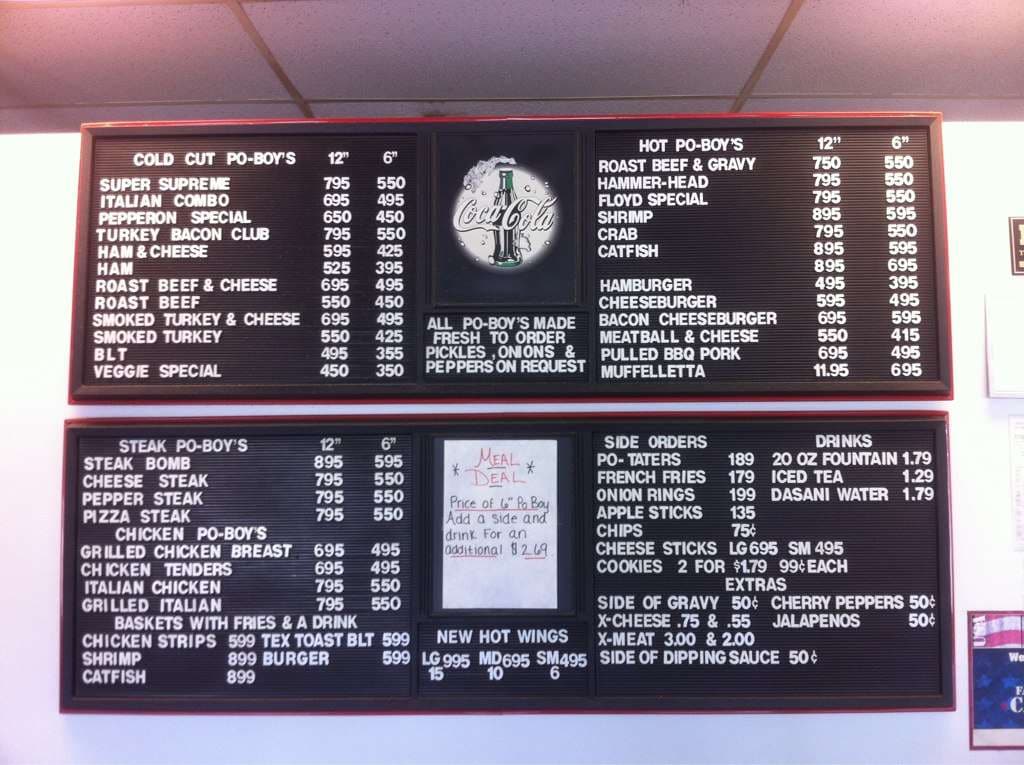 COLD CUT PO-BOY'S 12" 6"
SUPER SUPREME 795 550
ITALIAN COMBO 695 495
PEPPERON SPECIAL 650 450
TURKEY BACON CLUB 795 550
HAM & CHEESE 595 425
HAM 525 395
ROAST BEEF & CHEESE 695 495
ROAST BEEF 550 450
SMOKED TURKEY & CHEESE 695 495
SMOKED TURKEY 550 425
BLT 495 355
VEGGIE SPECIAL 450 350
Coca-Cola
ALL PO-BOY'S MADE
FRESH TO ORDER
PICKLES, ONIONS &
PEPPERS ON REQUEST
HOT PO-BOY'S 12" 6"
ROAST BEEF & GRAVY 750 550
HAMMER-HEAD 795 550
FLOYD SPECIAL 795 550
SHRIMP 895 595
CRAB 795 550
CATFISH 895 595
895 695
HAMBURGER 495 395
CHEESEBURGER 595 495
BACON CHEESEBURGER 695 595
MEATBALL & CHEESE 550 415
PULLED BBQ PORK 695 495
MUFFELLETTA 11.95 695
STEAK PO-BOY'S 12" 6"
STEAK BOMB 895 595
CHEESE STEAK 795 550
PEPPER STEAK 795 550
PIZZA STEAK 795 550
CHICKEN PO-BOY'S
GRILLED CHICKEN BREAST 695 495
CHICKEN TENDERS 695 495
ITALIAN CHICKEN 795 550
GRILLED ITALIAN 795 550
BASKETS WITH FRIES & A DRINK
CHICKEN STRIPS 599 TEX TOAST BLT 599
SHRIMP 899 BURGER 599
CATFISH 899
* MEAL *
DEAL
Price of 6" Po Boy
Add a side and
drink For an
additional $2.69
NEW HOT WINGS
LG 995 MD 695 SM 495
15 10 6
SIDE ORDERS DRINKS
PO-TATERS 189 20 OZ FOUNTAIN 1.79
FRENCH FRIES 179 ICED TEA 1.29
ONION RINGS 199 DASANI WATER 1.79
APPLE STICKS 135
CHIPS 75¢
CHEESE STICKS LG 695 SM 495
COOKIES 2 FOR $1.79 99¢ EACH
EXTRAS
SIDE OF GRAVY 50¢ CHERRY PEPPERS 50¢
X-CHEESE .75 & .55 JALAPENOS 50¢
X-MEAT 3.00 & 2.00
SIDE OF DIPPING SAUCE 50¢
USA
We